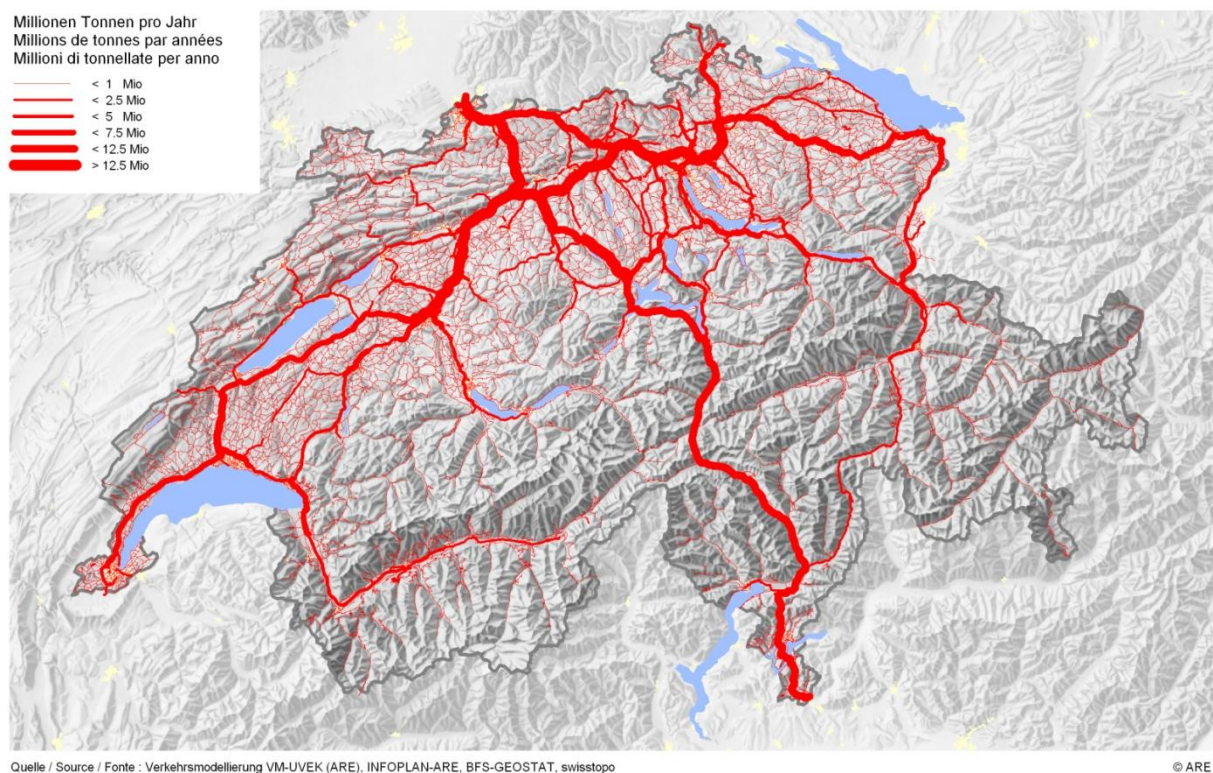 Millionen Tonnen pro Jahr
Millions de tonnes par années
Millioni di tonnellate per anno
< 1 Mio
< 2.5 Mio
< 5 Mio
< 7.5 Mio
< 12.5 Mio
> 12.5 Mio
Quelle / Source / Fonte : Verkehrsmodellierung VM-UVEK (ARE), INFOPLAN-ARE, BFS-GEOSTAT, swisstopo
© ARE